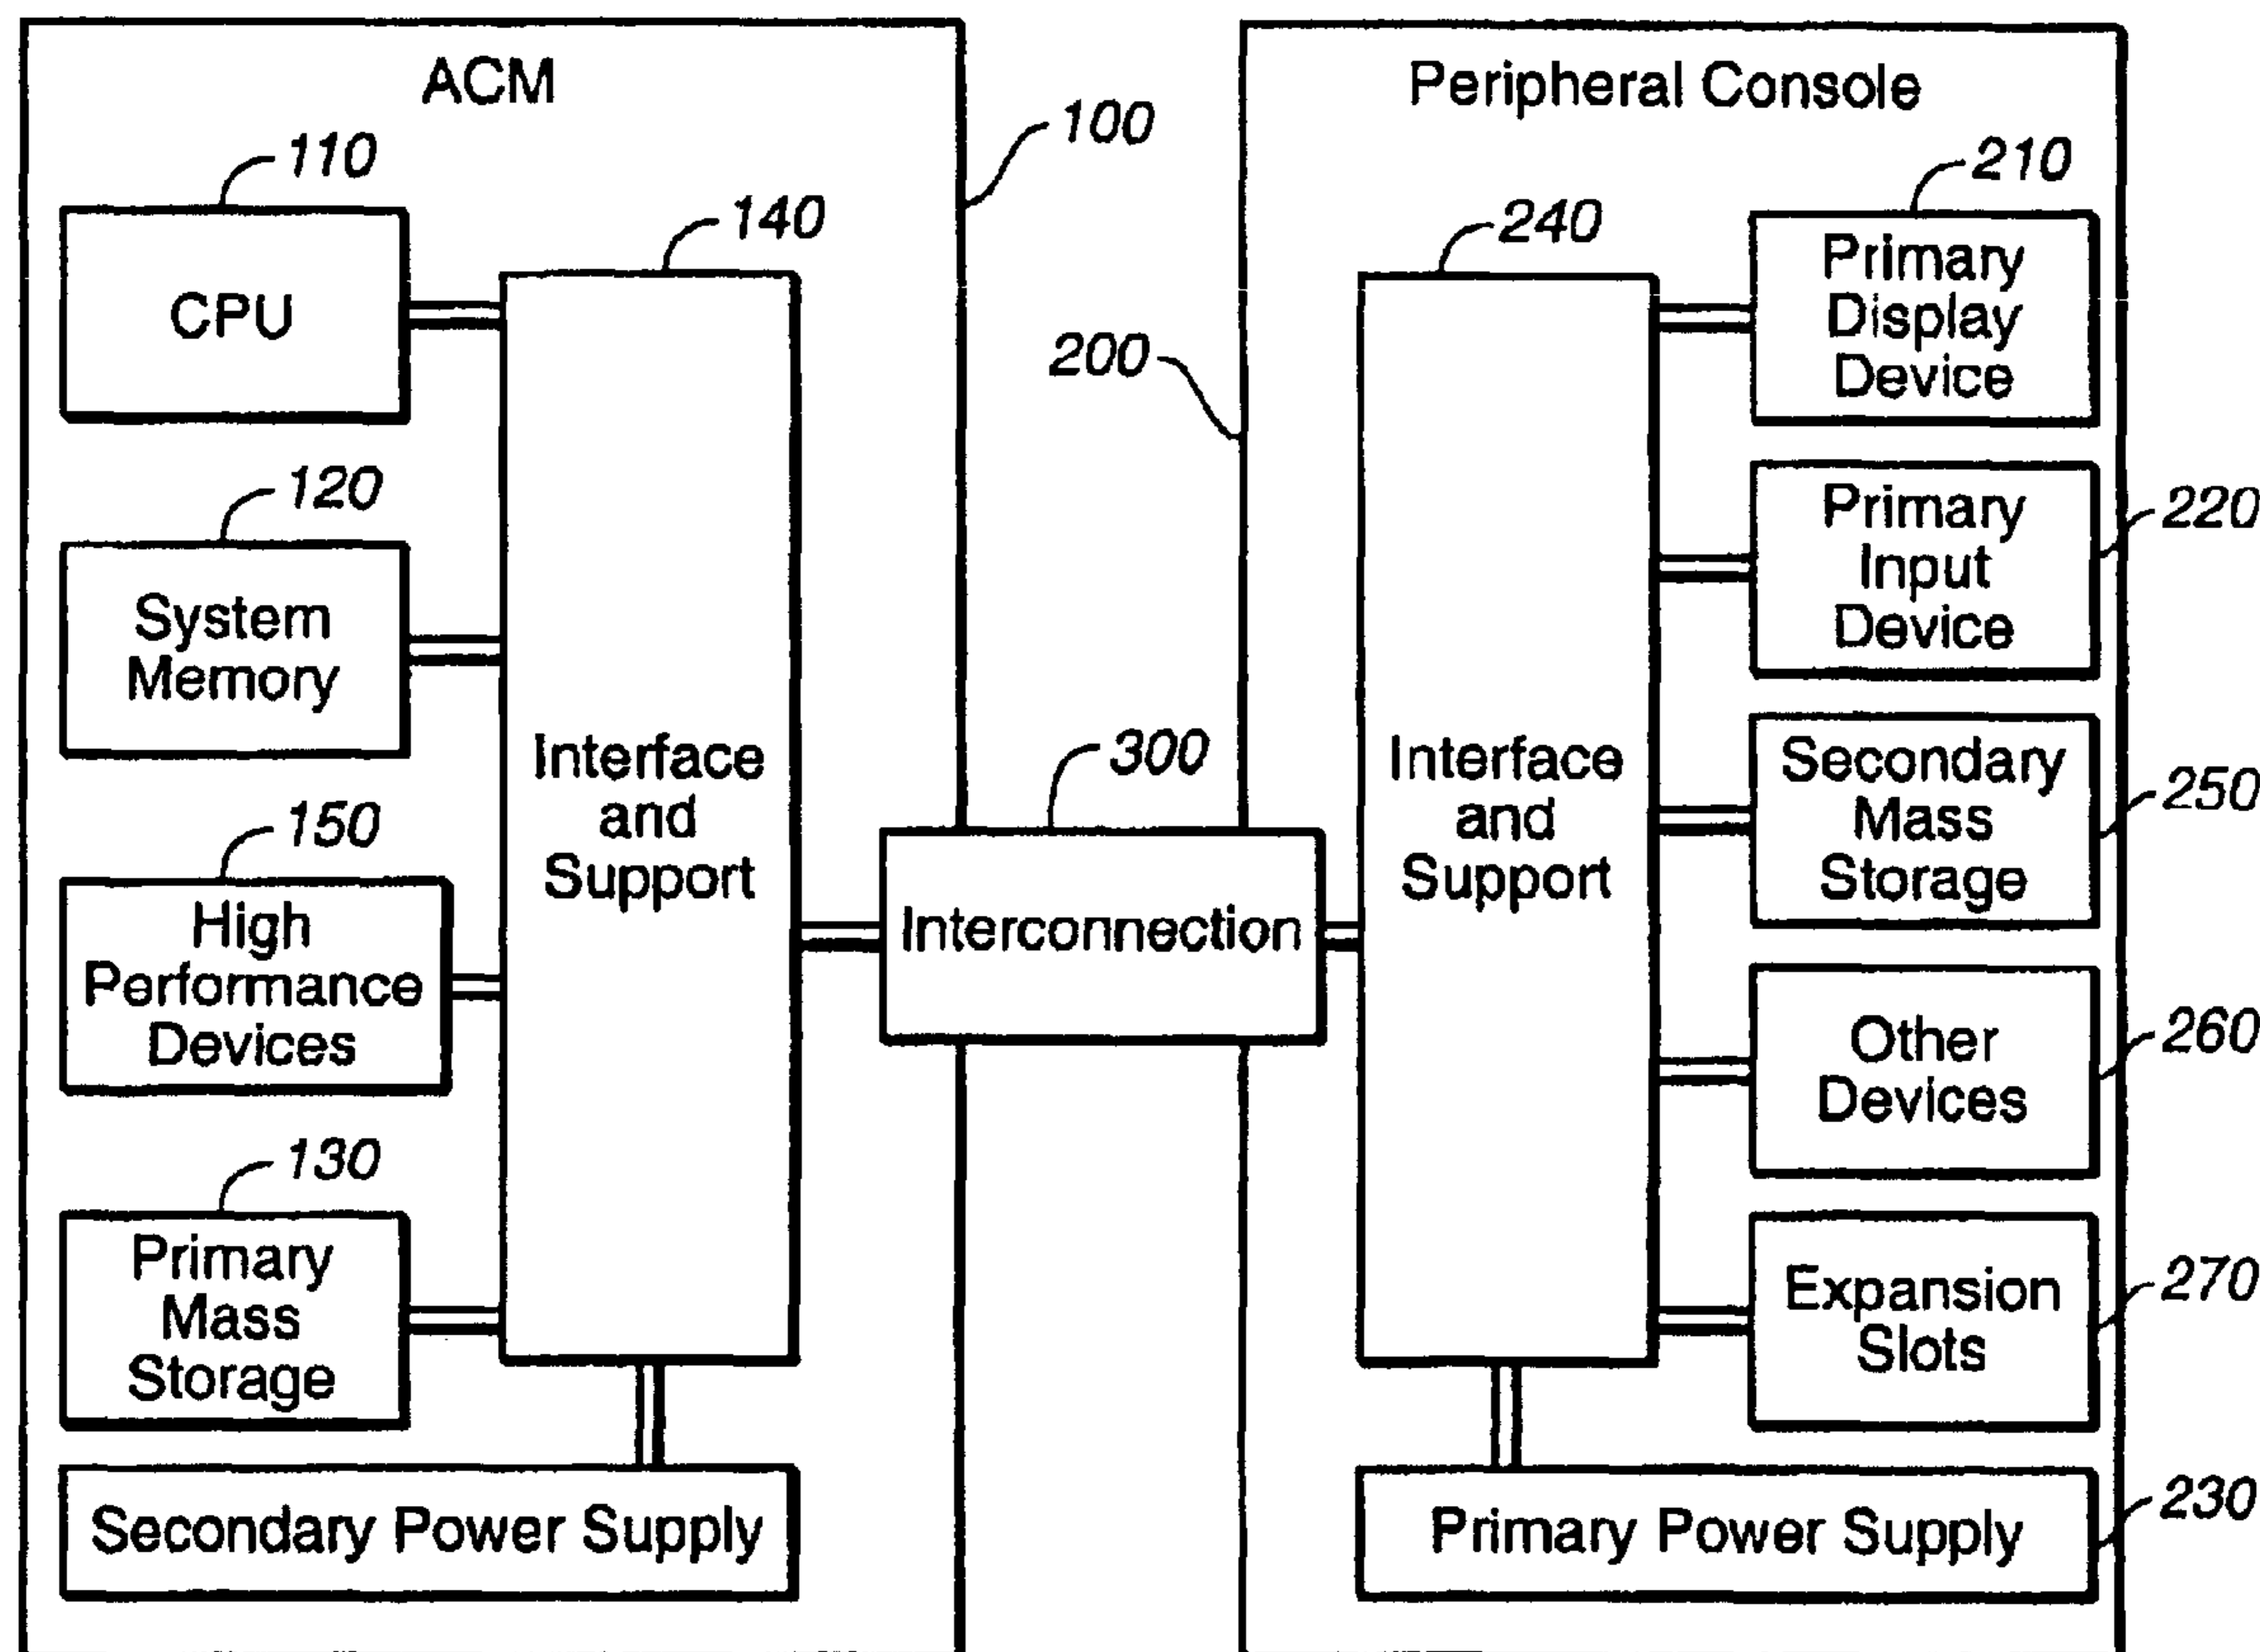 ACM
100
110
CPU
140
120
System
Memory
150
High
Performance
Devices
130
Primary
Mass
Storage
Interface
and
Support
Secondary Power Supply
300
Interconnection
Peripheral Console
200
240
Interface
and
Support
210
Primary
Display
Device
Primary
Input
Device
220
Secondary
Mass
Storage
250
Other
Devices
260
Expansion
Slots
270
Primary Power Supply
230